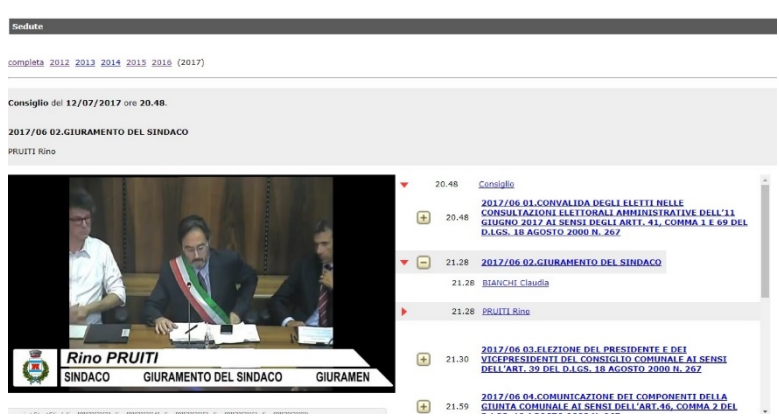 Sedute
completa 2012 2013 2014 2015 2016 (2017)
Consiglio del 12/07/2017 ore 20.48.
2017/06 02.GIURAMENTO DEL SINDACO
PRUITI Rino
Rino PRUITI
SINDACO GIURAMENTO DEL SINDACO GIURAMEN
20.48 Consiglio
20.48 2017/06 01.CONVALIDA DEGLI ELETTI NELLE
CONSULTAZIONI ELETTORALI AMMINISTRATIVE DELL'11
GIUGNO 2017 AI SENSI DEGLI ARTT. 41, COMMA 1 E 69 DEL
D.LGS. 18 AGOSTO 2000 N. 267
21.28 2017/06 02.GIURAMENTO DEL SINDACO
21.28 BIANCHI Claudia
21.28 PRUITI Rino
21.30 2017/06 03.ELEZIONE DEL PRESIDENTE E DEI
VICEPRESIDENTI DEL CONSIGLIO COMUNALE AI SENSI
DELL'ART. 39 DEL D.LGS. 18 AGOSTO 2000 N. 267
21.59 2017/06 04.COMUNICAZIONE DEI COMPONENTI DELLA
GIUNTA COMUNALE AI SENSI DELL'ART.46, COMMA 2 DEL